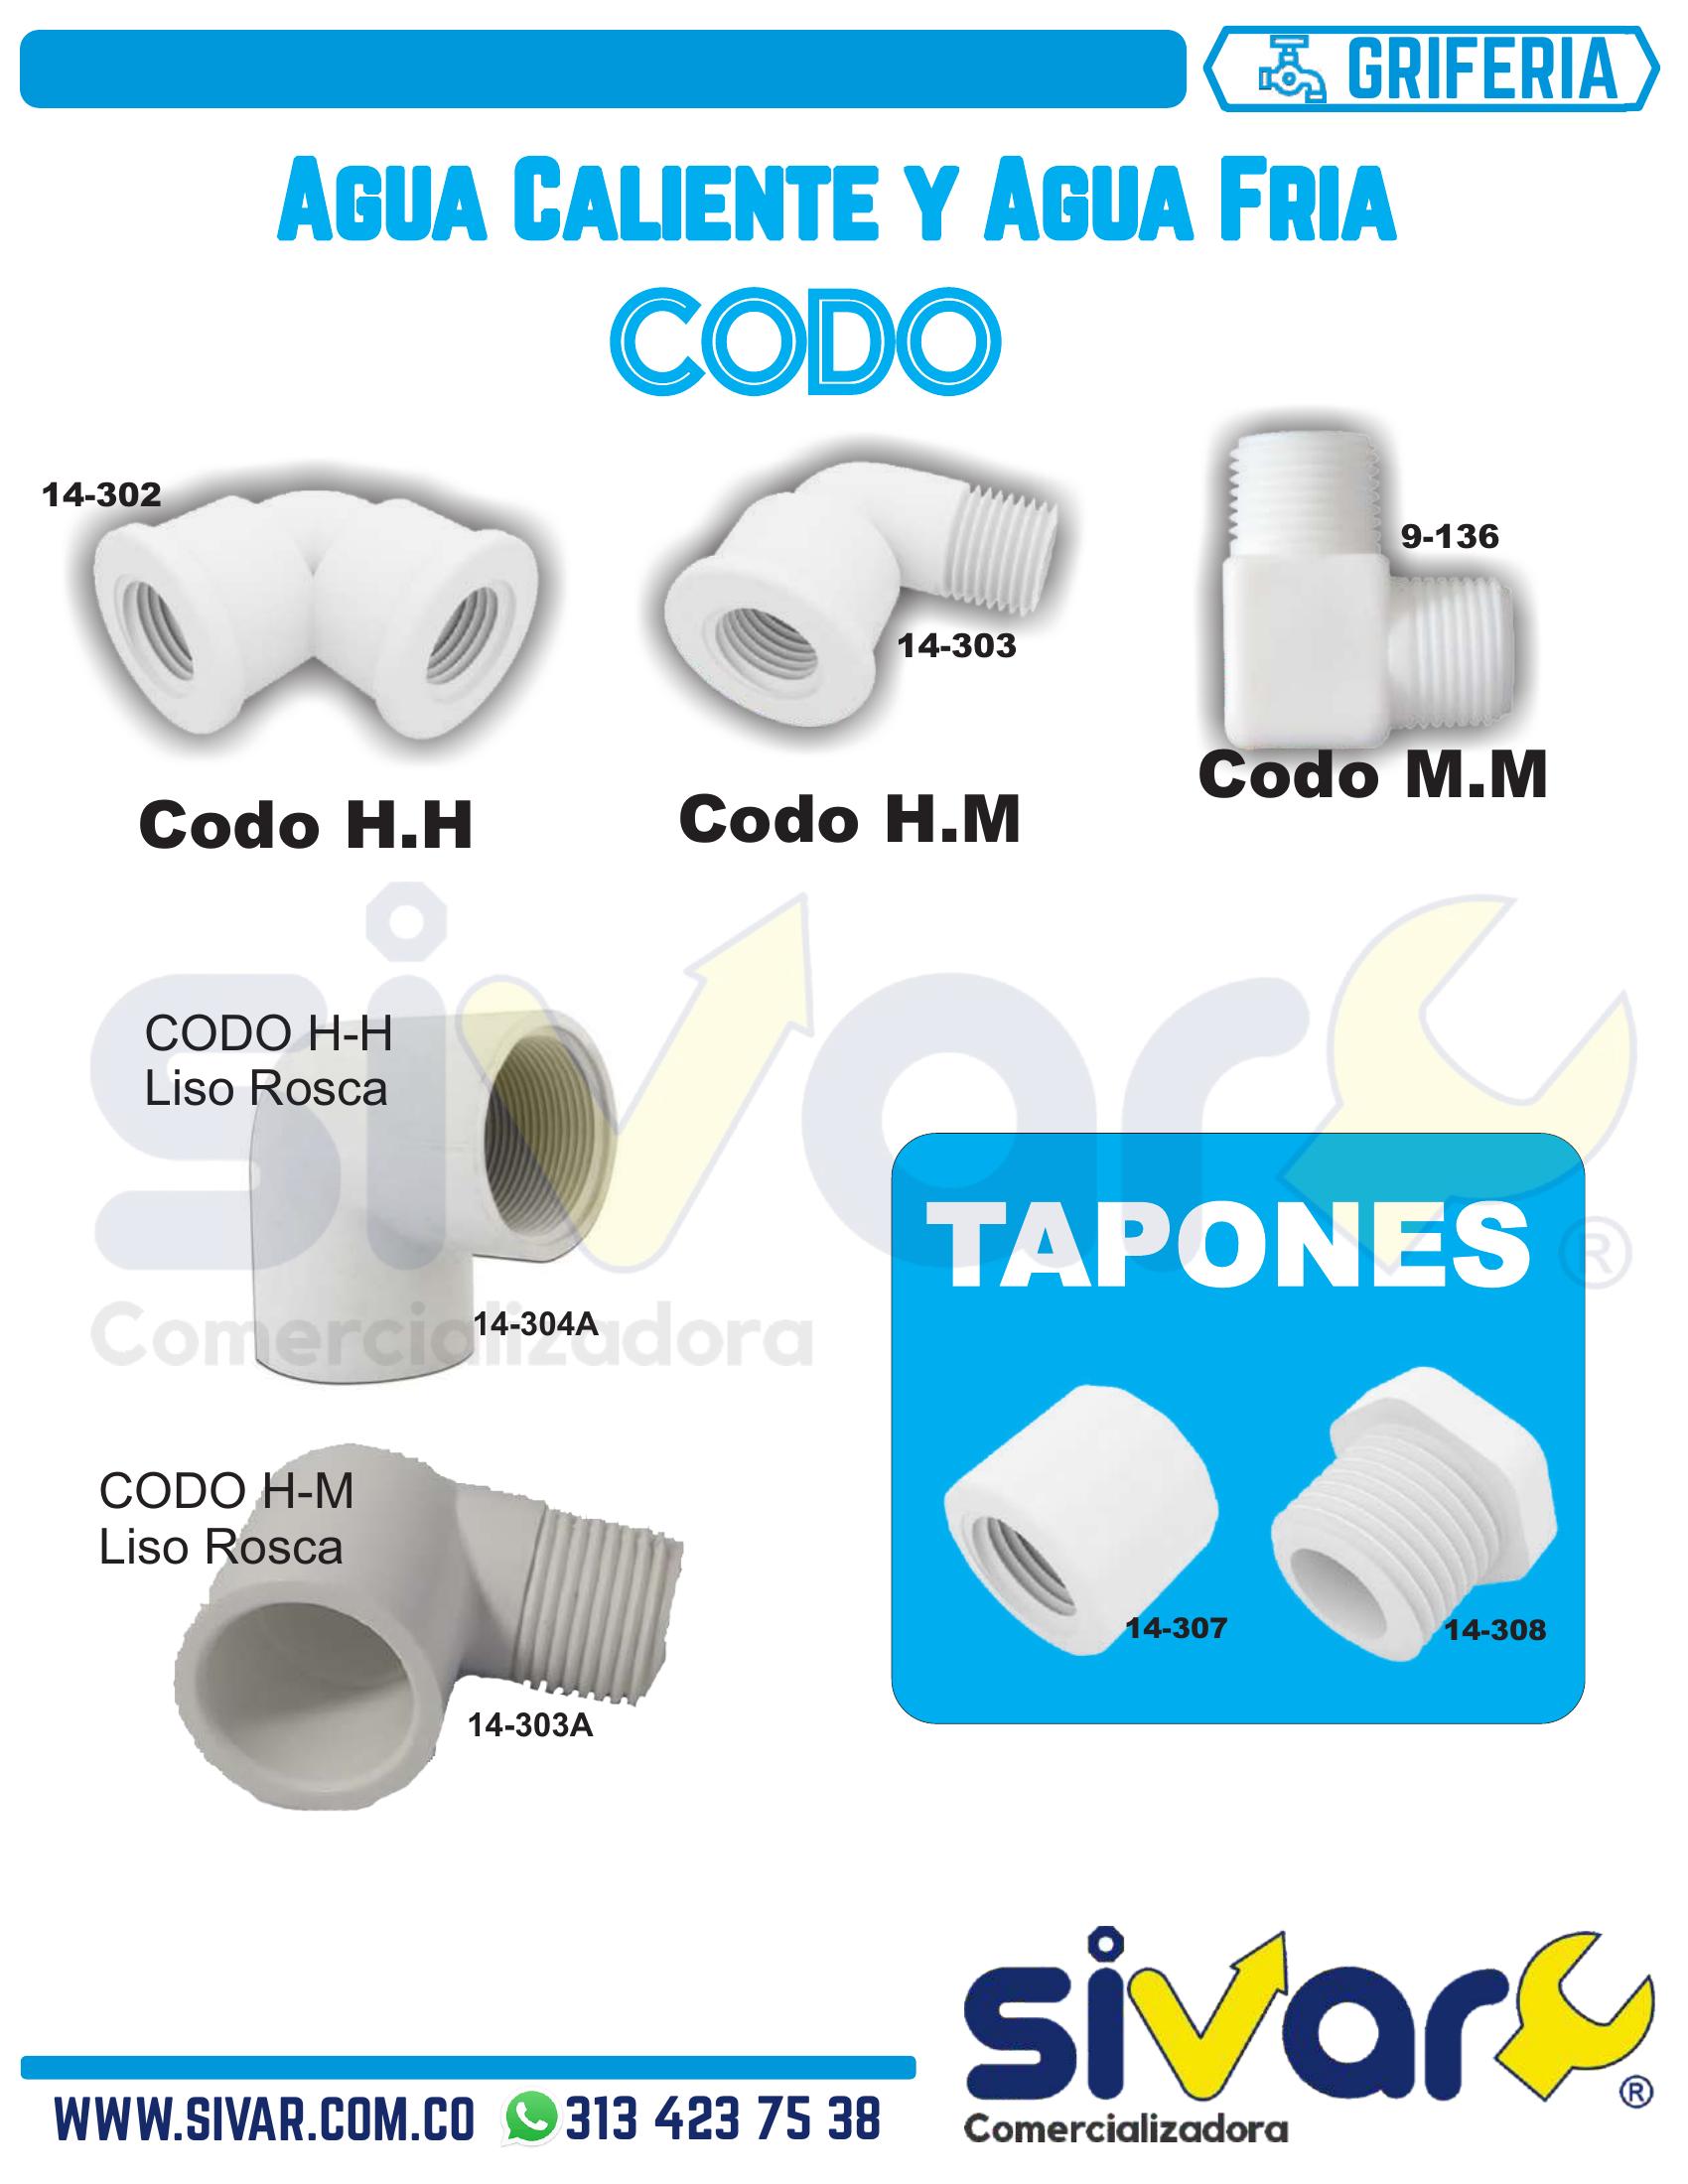 GRIFERIA
AGUA CALIENTE Y AGUA FRIA
CODO
14-302
14-303
9-136
Codo H.H
Codo H.M
Codo M.M
CODO H-H
Liso Rosca
14-304A
CODO H-M
Liso Rosca
14-303A
TAPONES
14-307
14-308
sivar
®
Comercializadora
WWW.SIVAR.COM.CO
313 423 75 38
sivar
®
Comercializadora